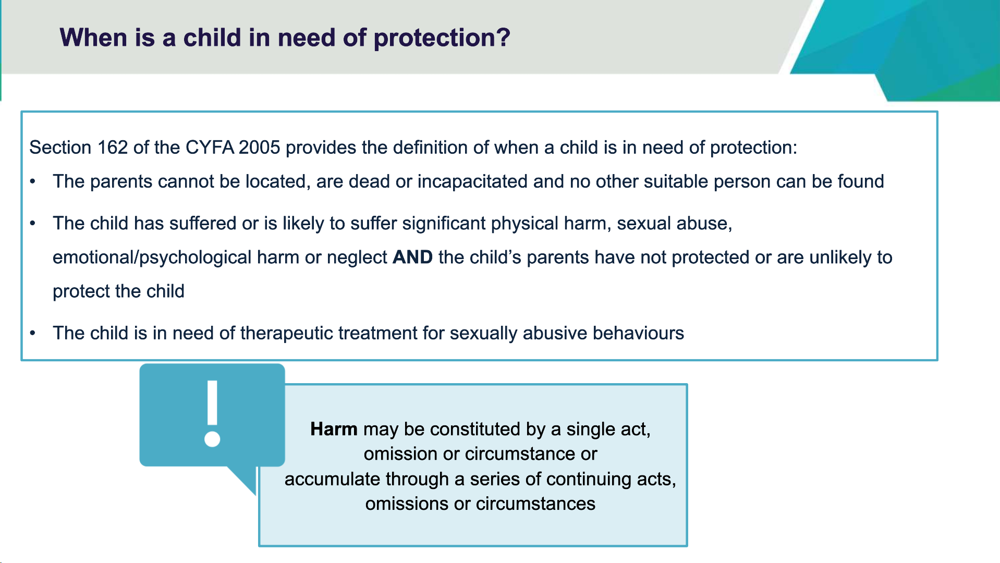 When is a child in need of protection?
Section 162 of the CYFA 2005 provides the definition of when a child is in need of protection:
• The parents cannot be located, are dead or incapacitated and no other suitable person can be found
• The child has suffered or is likely to suffer significant physical harm, sexual abuse,
emotional/psychological harm or neglect AND the child’s parents have not protected or are unlikely to
protect the child
• The child is in need of therapeutic treatment for sexually abusive behaviours
!
Harm may be constituted by a single act,
omission or circumstance or
accumulate through a series of continuing acts,
omissions or circumstances